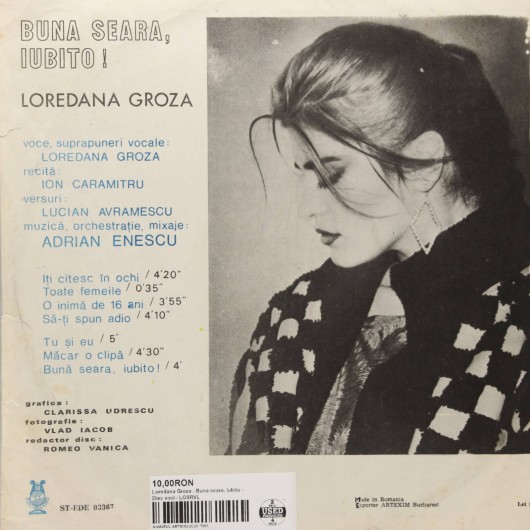 BUNA SEARA,
IUBITO!
LOREDANA GROZA
voce, suprapuneri vocale:
LOREDANA GROZA
recită:
ION CARAMITRU
versuri:
LUCIAN AVRAMESCU
muzică, orchestrație, mixaje:
ADRIAN ENESCU
Iți citesc în ochi / 4'20"
Toate femeile / 0'35"
O inimă de 16 ani / 3'55"
Să-ți spun adio / 4'10"
Tu și eu / 5'
Măcar o clipă / 4'30"
Bună seara, iubito! / 4'
grafica:
CLARISSA UDRESCU
fotografie:
VLAD IACOB
redactor disc:
ROMEO VANICA
ST-EDE 03367
10,00RON
Loredana Groza - Buna seara, iubito -
USED
Made in Romania
Exporter ARTEXIM Bucharest
Lei